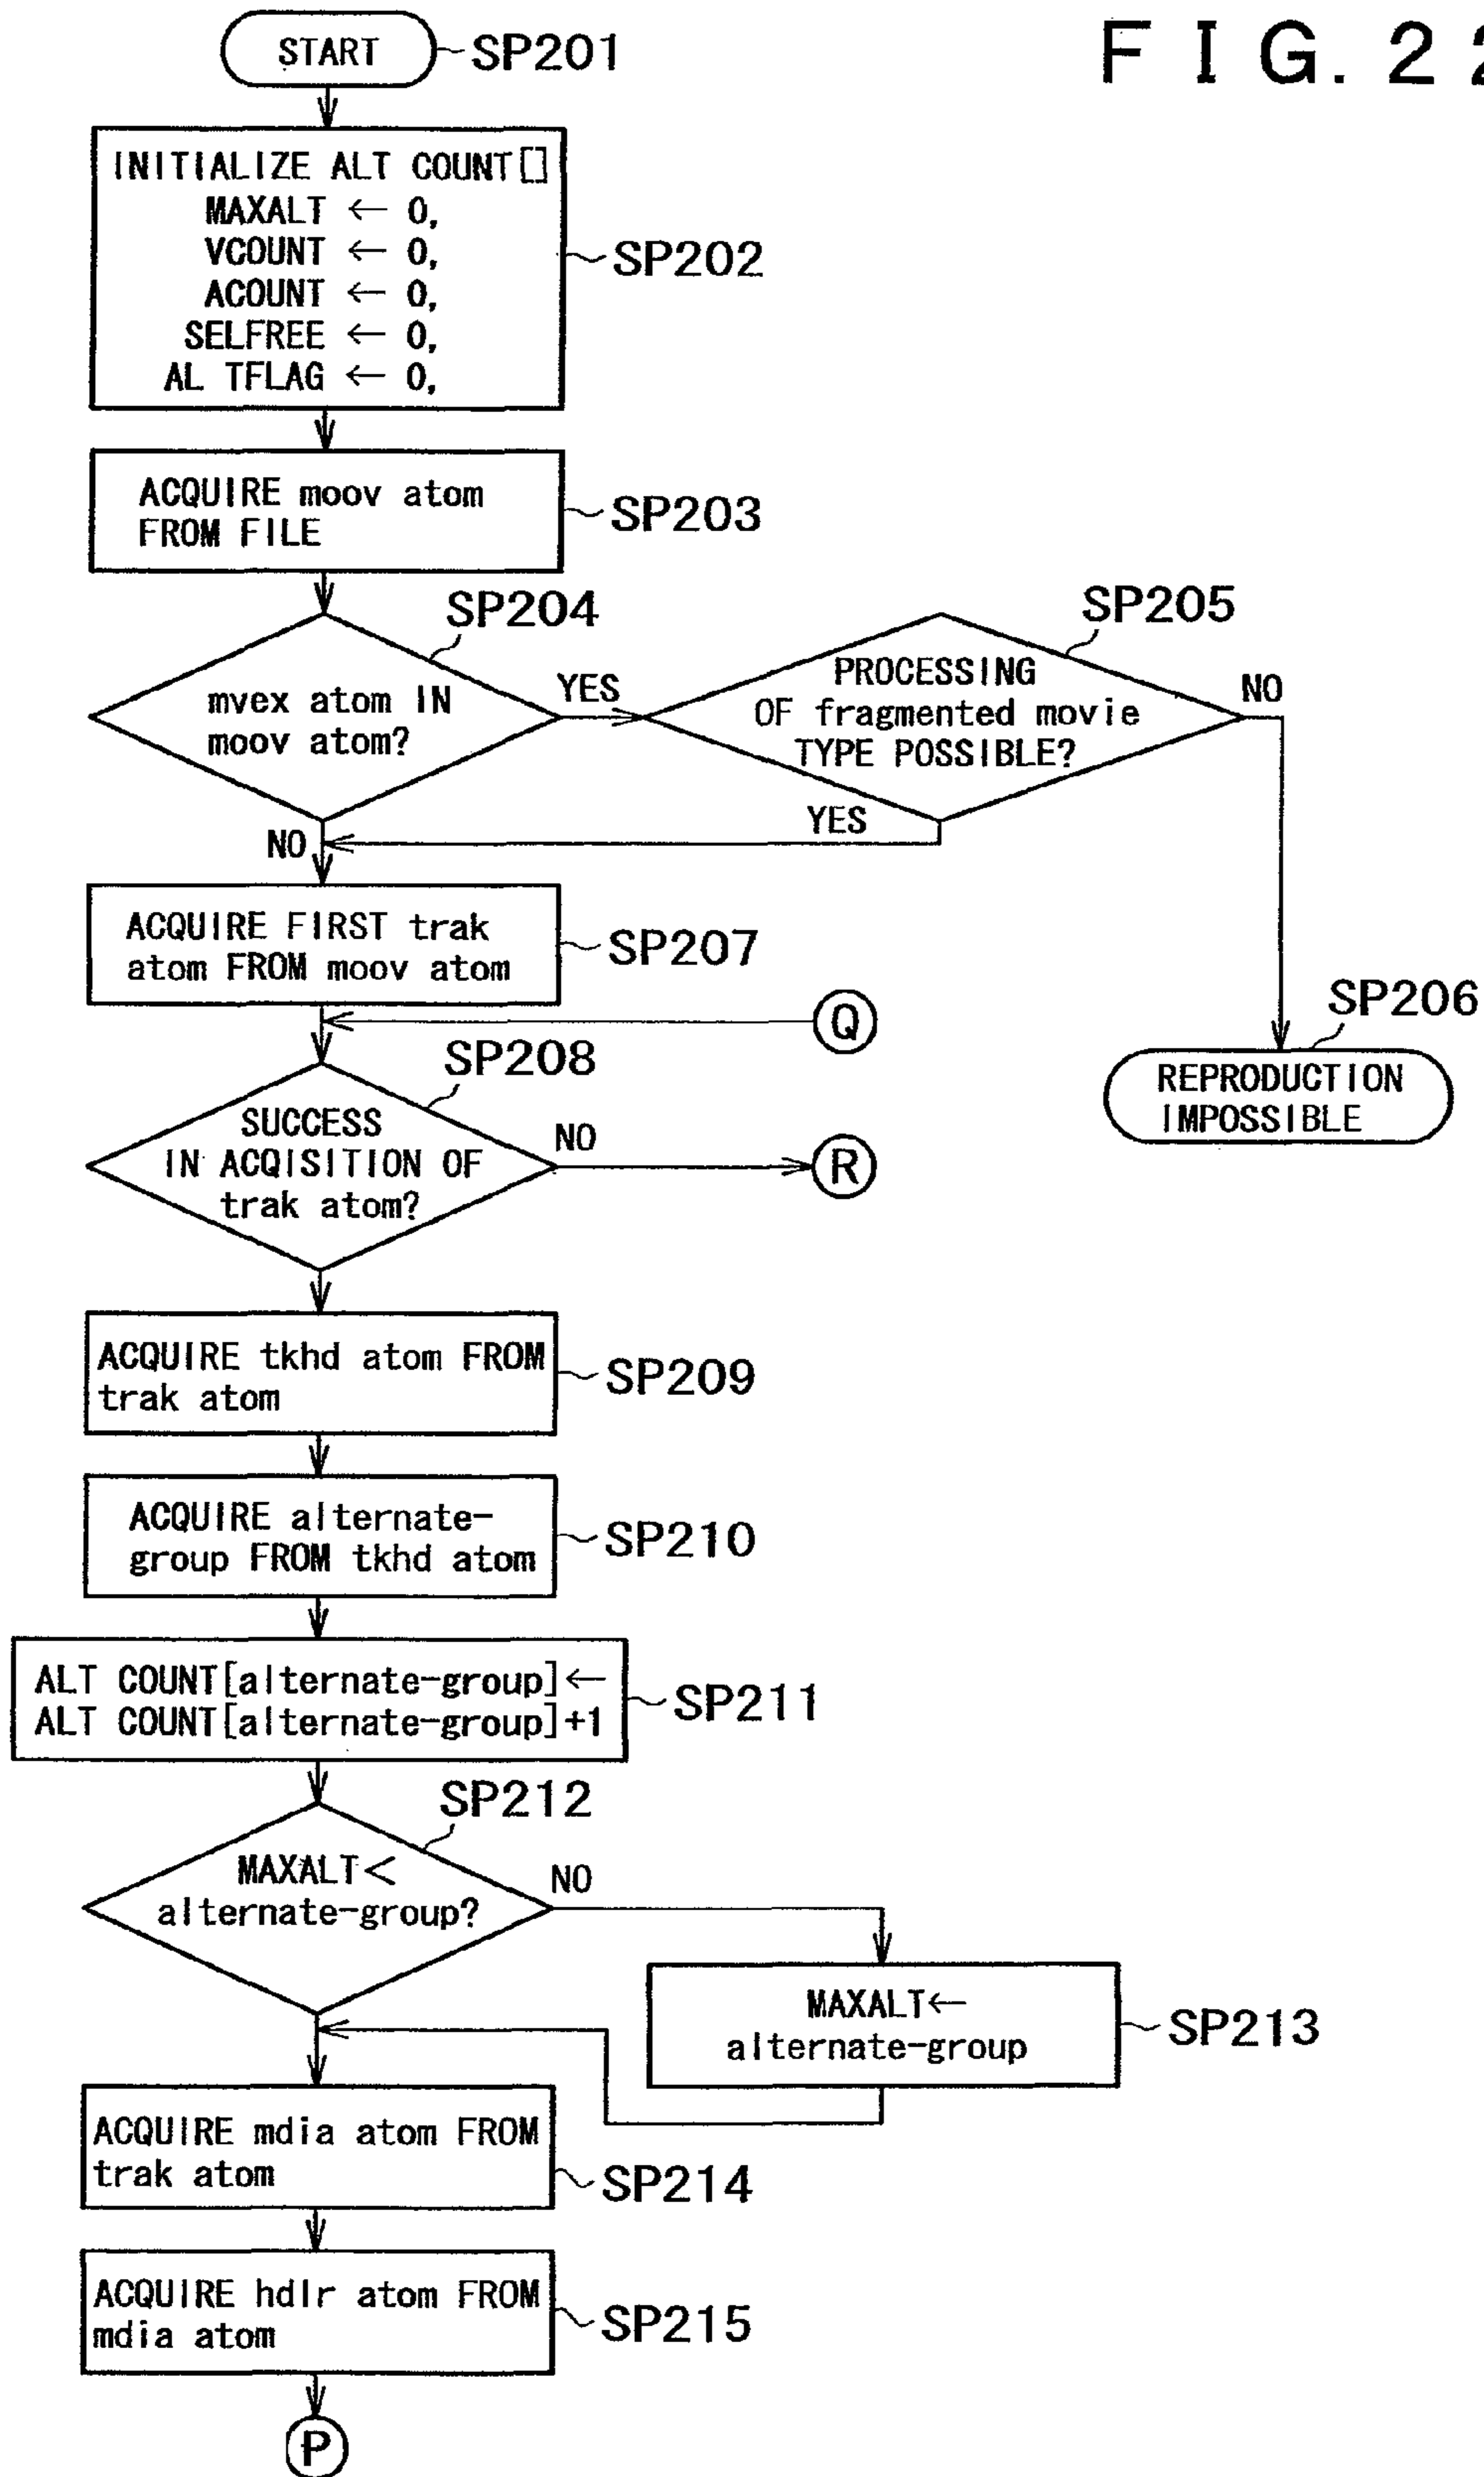 FIG. 22
START
SP201
INITIALIZE ALT COUNT[]
MAXALT ← 0,
VCOUNT ← 0,
ACOUNT ← 0,
SELFREE ← 0,
AL TFLAG ← 0,
SP202
ACQUIRE moov atom
FROM FILE
SP203
SP204
mvex atom IN
moov atom?
YES
NO
SP205
PROCESSING
OF fragmented movie
TYPE POSSIBLE?
NO
YES
SP206
REPRODUCTION
IMPOSSIBLE
ACQUIRE FIRST trak
atom FROM moov atom
SP207
Q
SP208
SUCCESS
IN ACQISITION OF
trak atom?
NO
R
ACQUIRE tkhd atom FROM
trak atom
SP209
ACQUIRE alternate-
group FROM tkhd atom
SP210
ALT COUNT[alternate-group]←
ALT COUNT[alternate-group]+1
SP211
SP212
MAXALT<
alternate-group?
NO
MAXALT←
alternate-group
SP213
ACQUIRE mdia atom FROM
trak atom
SP214
ACQUIRE hdlr atom FROM
mdia atom
SP215
P